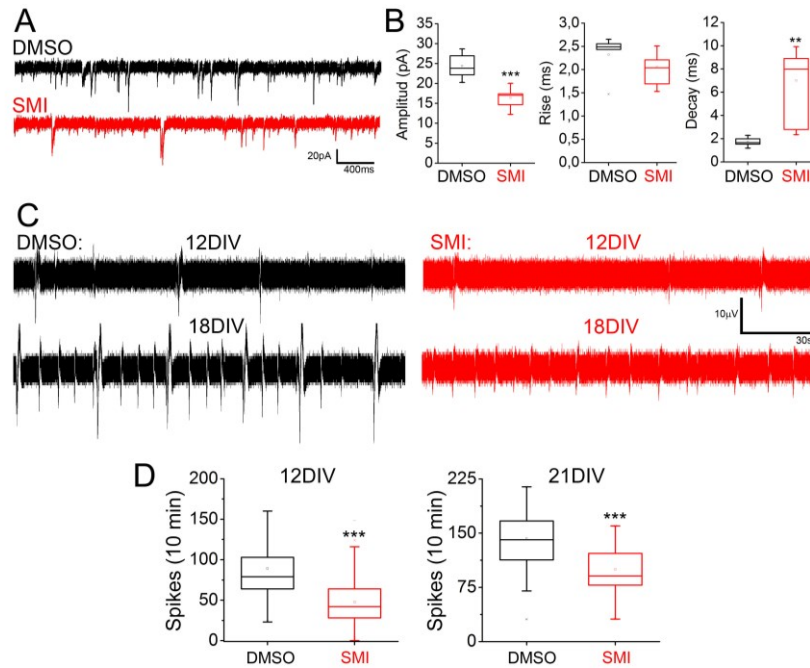 A
DMSO
SMI
20pA
400ms
B
Amplitud (pA)
35
30
25
20
15
10
5
0
***
DMSO SMI
Rise (ms)
3,0
2,5
2,0
1,5
1,0
0,5
0,0
DMSO SMI
Decay (ms)
12
10
8
6
4
2
0
**
DMSO SMI
C
DMSO: 12DIV
18DIV
SMI: 12DIV
18DIV
10µV
30s
D
12DIV
Spikes (10 min)
200
150
100
50
0
***
DMSO SMI
21DIV
Spikes (10 min)
225
150
75
0
***
DMSO SMI